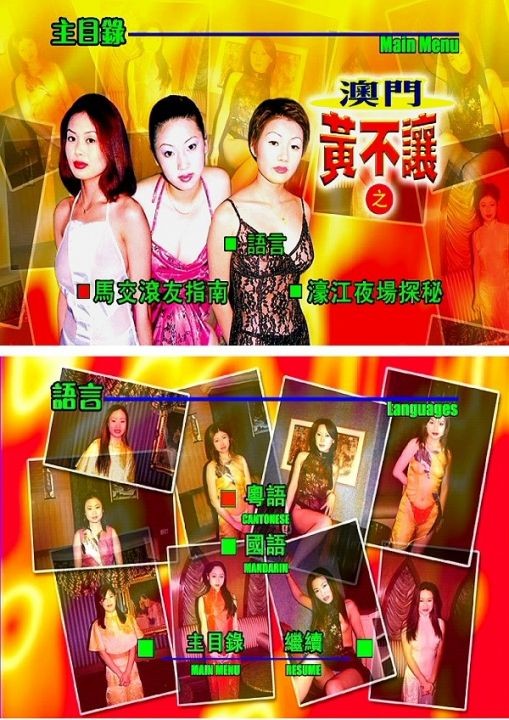 主目錄
Main Menu
澳門
黃不讓
之
語言
馬交滾友指南
濠江夜場探秘
語言
Languages
粵語
CANTONESE
國語
MANDARIN
主目錄
MAIN MENU
繼續
RESUME